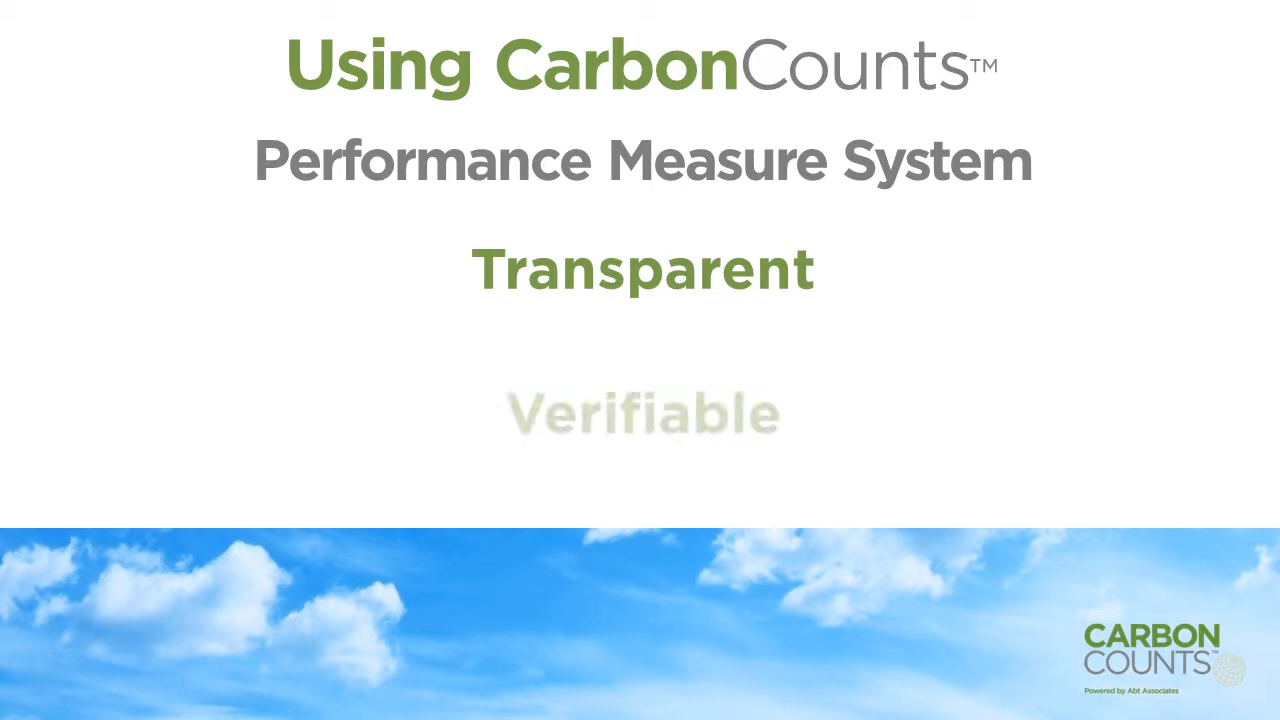 Using CarbonCounts™
Performance Measure System
Transparent
Verifiable
CARBON
COUNTS™
Powered by Abt Associates